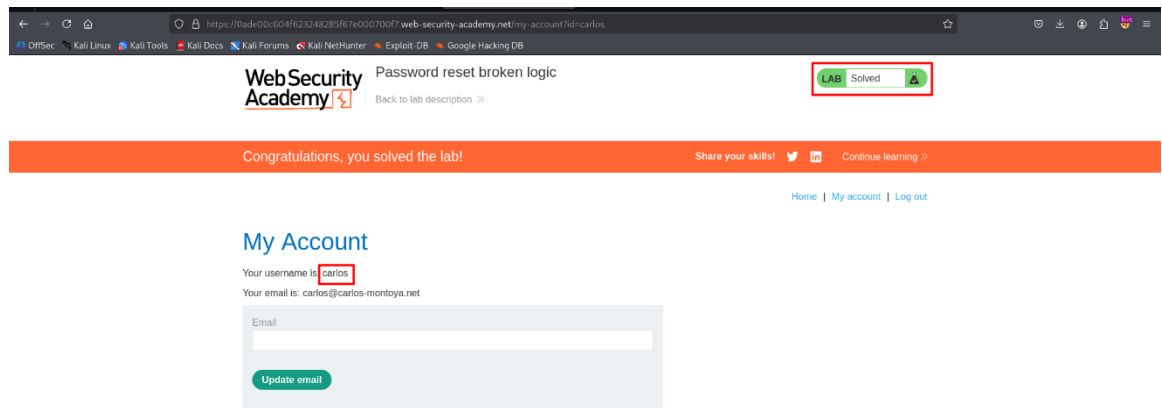 https://0ade00c604f623248285f67e000700f7.web-security-academy.net/my-account?id=carlos
OffSec Kali Linux Kali Tools Kali Docs Kali Forums Kali NetHunter Exploit-DB Google Hacking DB
Web Security Academy
Password reset broken logic
Back to lab description
LAB Solved
Congratulations, you solved the lab!
Share your skills! Continue learning
Home | My account | Log out
My Account
Your username is: carlos
Your email is: carlos@carlos-montoya.net
Email
Update email